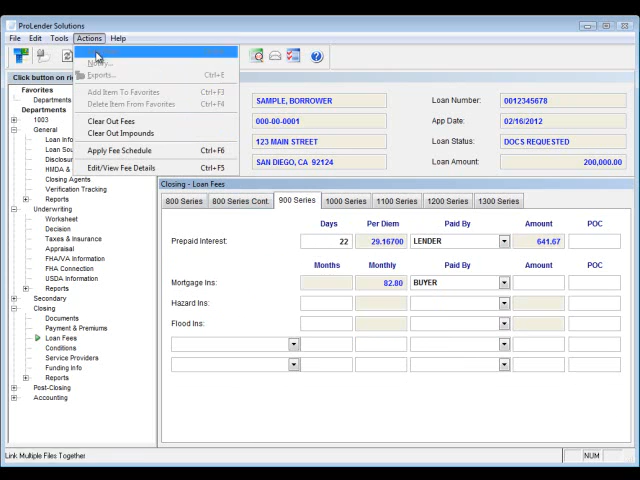 ProLender Solutions
File Edit Tools Actions Help
Notify...
Exports... Ctrl+E
Add Item To Favorites Ctrl+F3
Delete Item From Favorites Ctrl+F4
Clear Out Fees
Clear Out Impounds
Apply Fee Schedule Ctrl+F6
Edit/View Fee Details Ctrl+F5
Click button on rig
Favorites
Departments
Departments
1003
General
Loan Info
Loan Sou
Disclosur
HMDA &
Closing Agents
Verification Tracking
Reports
Underwriting
Worksheet
Decision
Taxes & Insurance
Appraisal
FHA/VA Information
FHA Connection
USDA Information
Reports
Secondary
Closing
Documents
Payment & Premiums
Loan Fees
Conditions
Service Providers
Reports
Post-Closing
Accounting
SAMPLE, BORROWER Loan Number: 0012345678
000-00-0001 App Date: 02/16/2012
123 MAIN STREET Loan Status: DOCS REQUESTED
SAN DIEGO, CA 92124 Loan Amount: 200,000.00
Closing - Loan Fees
800 Series 800 Series Cont. 900 Series 1000 Series 1100 Series 1200 Series 1300 Series
Days Per Diem Paid By Amount POC
Prepaid Interest: 22 29.16700 LENDER 641.67
Months Monthly Paid By Amount POC
Mortgage Ins: 82.80 BUYER
Hazard Ins:
Flood Ins:
Link Multiple Files Together NUM